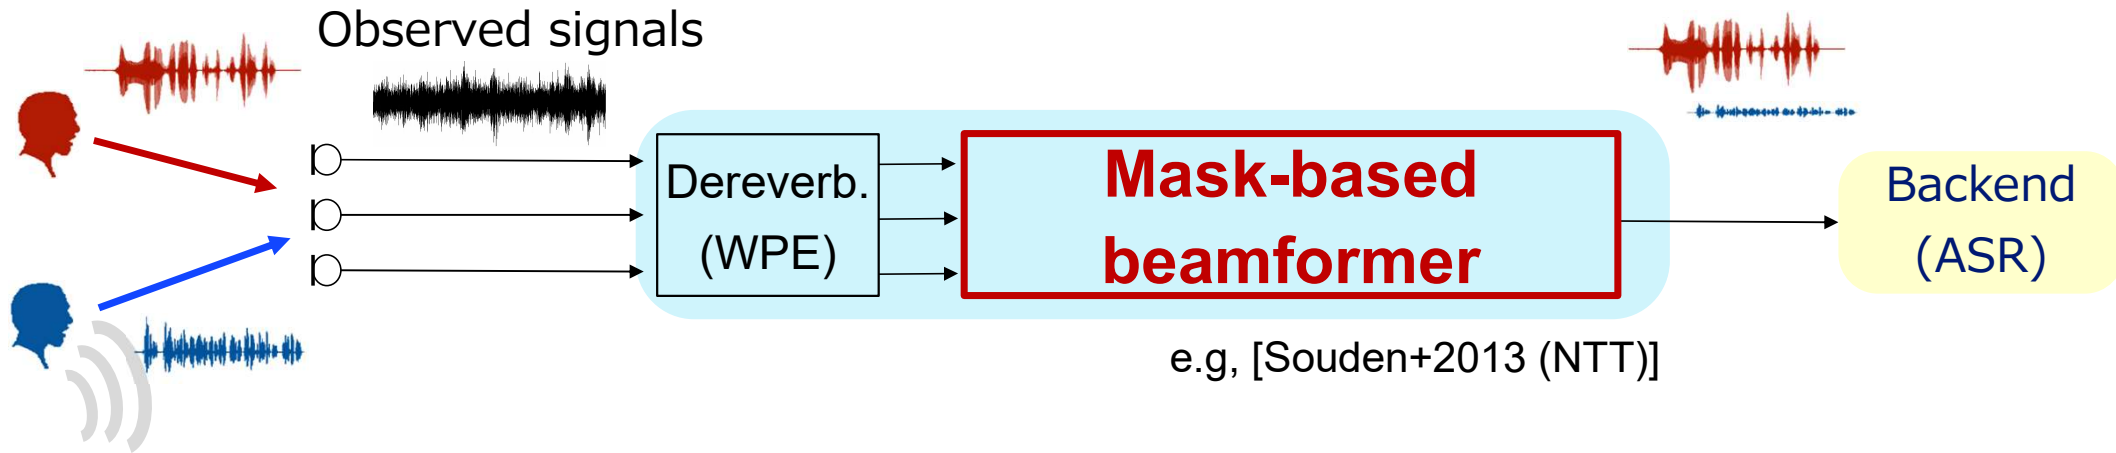 Observed signals
Dereverb.
(WPE)
Mask-based
beamformer
Backend
(ASR)
e.g, [Souden+2013 (NTT)]